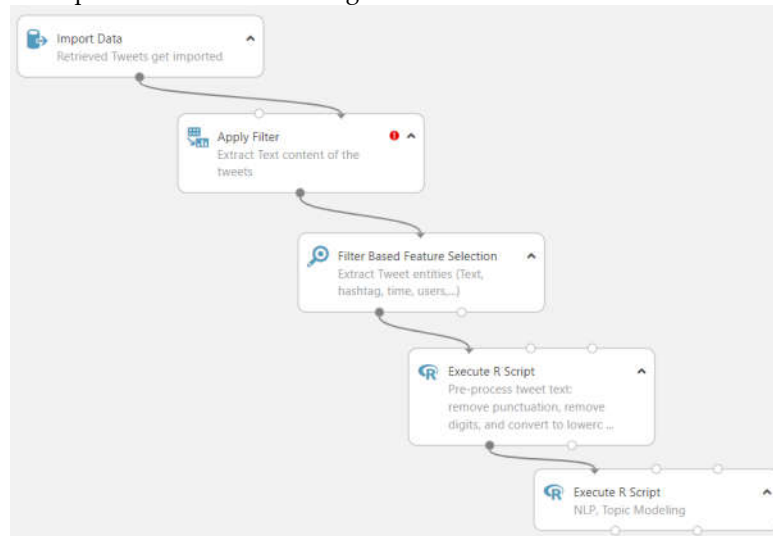 Import Data
Retrieved Tweets get imported
Apply Filter
Extract Text content of the
tweets
Filter Based Feature Selection
Extract Tweet entities (Text,
hashtag, time, users,...)
R Execute R Script
Pre-process tweet text:
remove punctuation, remove
digits, and convert to lowerc ...
R Execute R Script
NLP, Topic Modeling